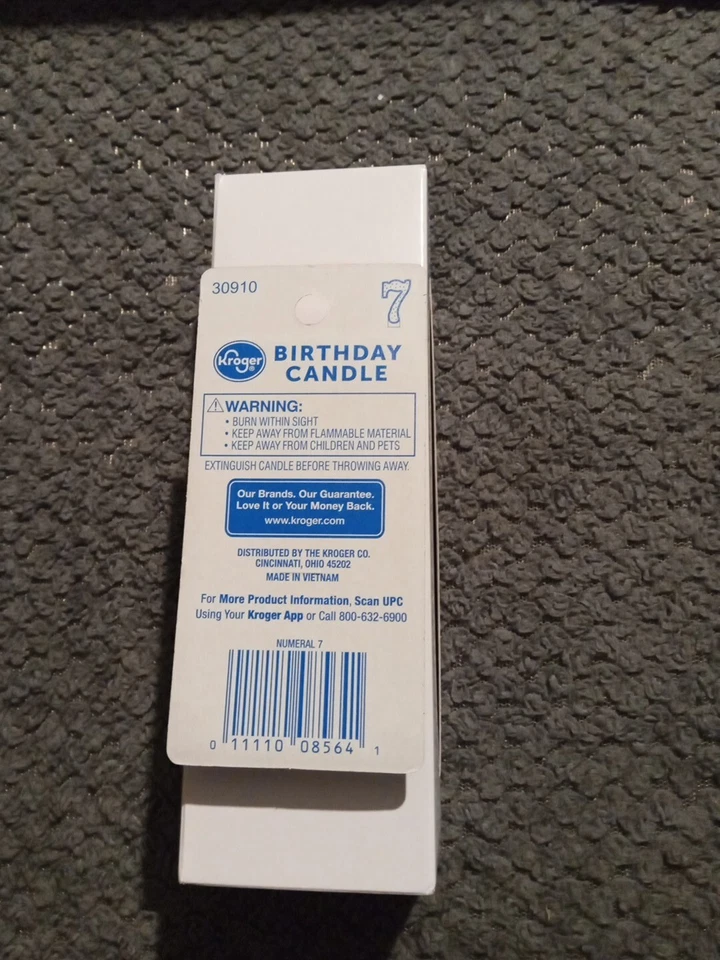 30910
7
Kroger®
BIRTHDAY
CANDLE
⚠WARNING:
• BURN WITHIN SIGHT
• KEEP AWAY FROM FLAMMABLE MATERIAL
• KEEP AWAY FROM CHILDREN AND PETS
EXTINGUISH CANDLE BEFORE THROWING AWAY.
Our Brands. Our Guarantee.
Love It or Your Money Back.
www.kroger.com
DISTRIBUTED BY THE KROGER CO.
CINCINNATI, OHIO 45202
MADE IN VIETNAM
For More Product Information, Scan UPC
Using Your Kroger App or Call 800-632-6900
NUMERAL 7
0 11110 08564 1